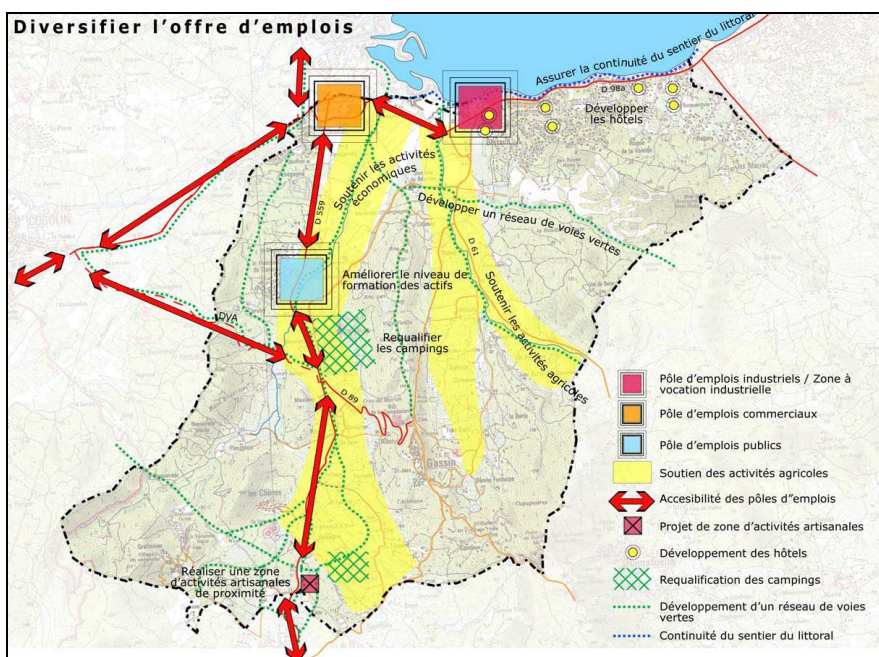 Diversifier l'offre d'emplois
Assurer la continuité du sentier du littoral
D 98a
Développer
les hôtels
Soutenir les activités
économiques
D 559
Développer un réseau de voies vertes
D 61
COGOLIN
Améliorer le niveau de
formation des actifs
Soutenir les activités agricoles
DVA
Requalifier
les campings
D 89
Gassin
Réaliser une zone
d'activités artisanales
de proximité
Pôle d'emplois industriels / Zone à
vocation industrielle
Pôle d'emplois commerciaux
Pôle d'emplois publics
Soutien des activités agricoles
Accesibilité des pôles d"emplois
Projet de zone d'activités artisanales
Développement des hôtels
Requalification des campings
Développement d'un réseau de voies
vertes
Continuité du sentier du littoral